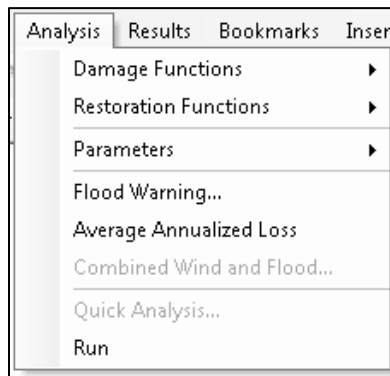 Analysis Results Bookmarks Inser
Damage Functions
Restoration Functions
Parameters
Flood Warning...
Average Annualized Loss
Combined Wind and Flood...
Quick Analysis...
Run